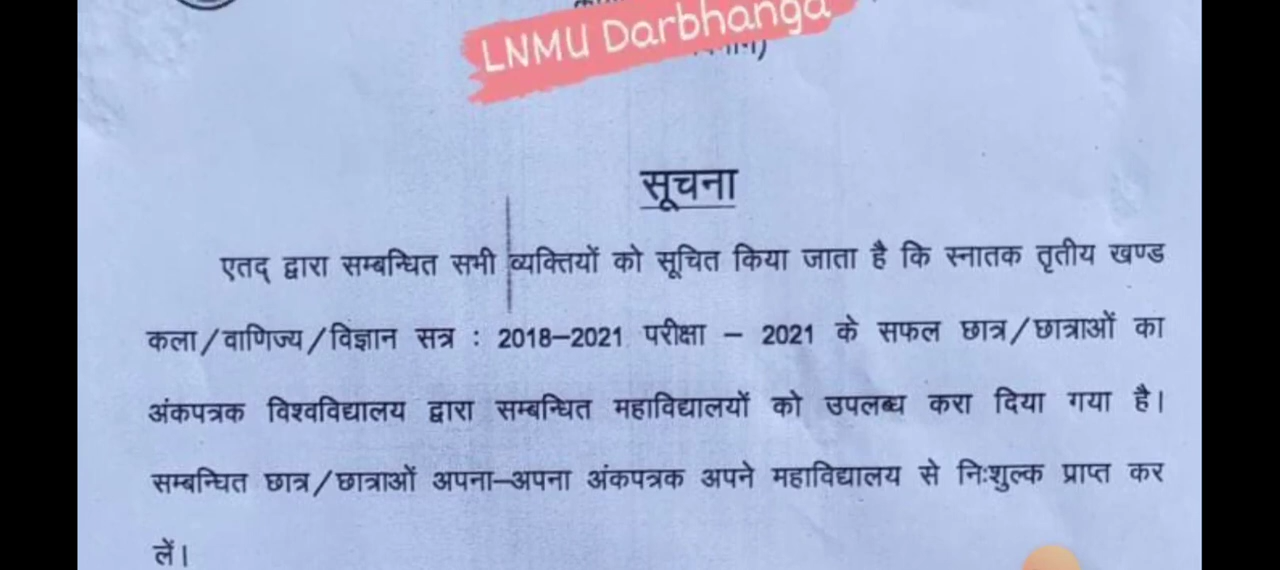 LNMU Darbhanga
सूचना
एतद् द्वारा सम्बन्धित सभी व्यक्तियों को सूचित किया जाता है कि स्नातक तृतीय खण्ड
कला/वाणिज्य/विज्ञान सत्र : 2018–2021 परीक्षा – 2021 के सफल छात्र/छात्राओं का
अंकपत्रक विश्वविद्यालय द्वारा सम्बन्धित महाविद्यालयों को उपलब्ध करा दिया गया है।
सम्बन्धित छात्र/छात्राओं अपना–अपना अंकपत्रक अपने महाविद्यालय से निःशुल्क प्राप्त कर
लें।